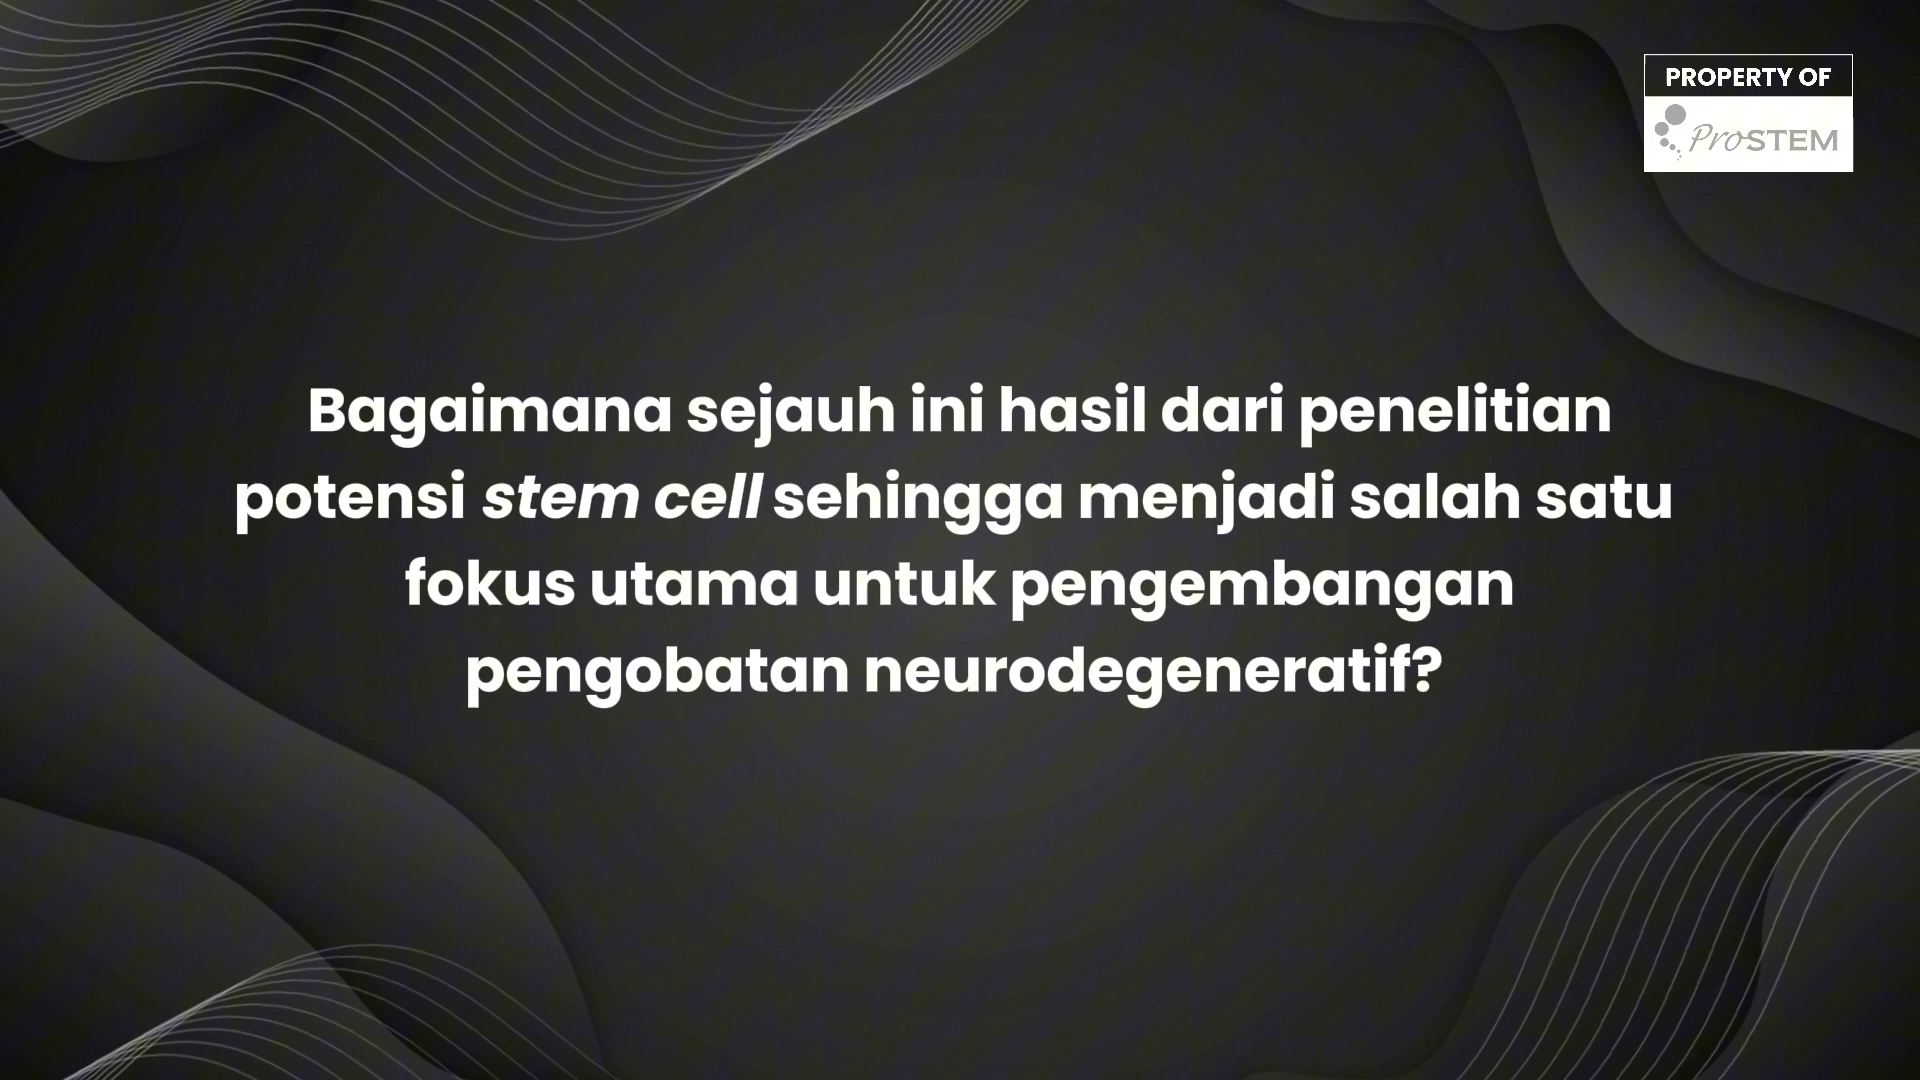 PROPERTY OF
ProSTEM
Bagaimana sejauh ini hasil dari penelitian
potensi stem cell sehingga menjadi salah satu
fokus utama untuk pengembangan
pengobatan neurodegeneratif?